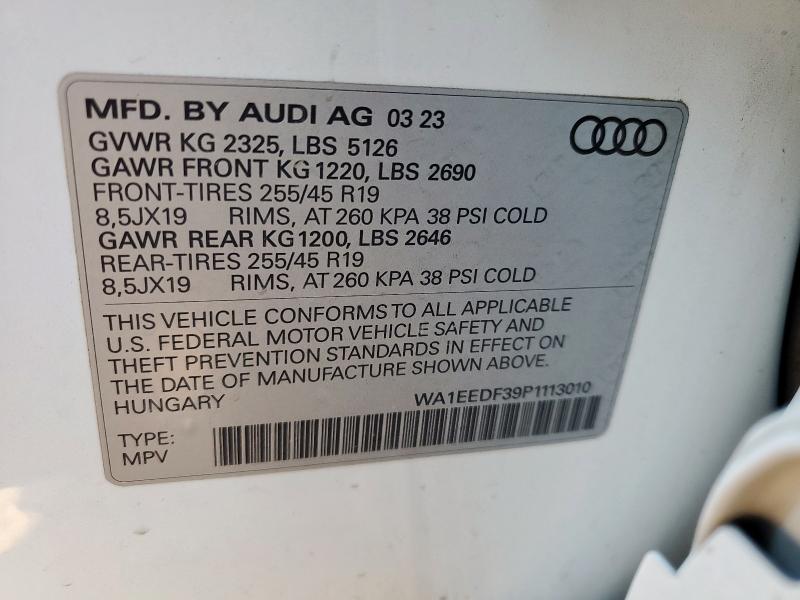 MFD. BY AUDI AG 03 23
GVWR KG 2325, LBS 5126
GAWR FRONT KG 1220, LBS 2690
FRONT-TIRES 255/45 R19
8,5JX19 RIMS, AT 260 KPA 38 PSI COLD
GAWR REAR KG 1200, LBS 2646
REAR-TIRES 255/45 R19
8,5JX19 RIMS, AT 260 KPA 38 PSI COLD
THIS VEHICLE CONFORMS TO ALL APPLICABLE
U.S. FEDERAL MOTOR VEHICLE SAFETY AND
THEFT PREVENTION STANDARDS IN EFFECT ON
THE DATE OF MANUFACTURE SHOWN ABOVE.
HUNGARY WA1EEDF39P1113010
TYPE:
MPV